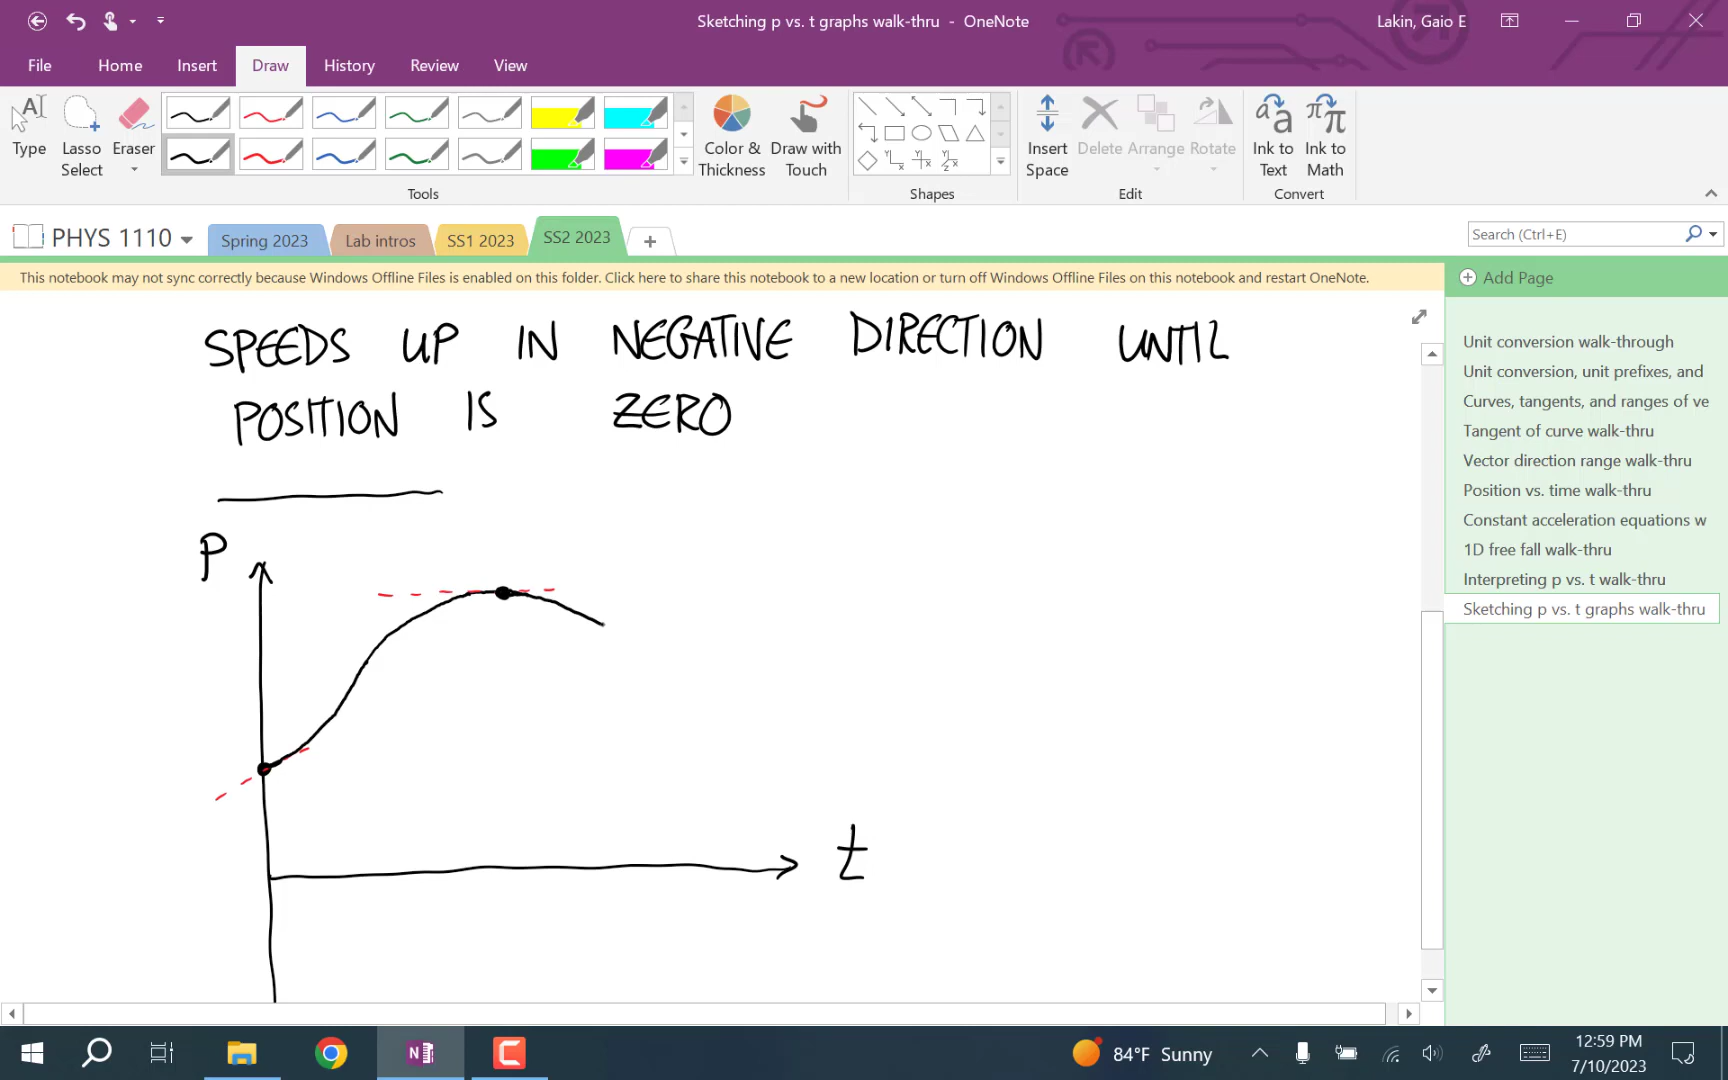 Sketching p vs. t graphs walk-thru - OneNote
Lakin, Gaio E
File Home Insert Draw History Review View
Type
Lasso Select
Eraser
Color & Thickness
Draw with Touch
Insert Space
Delete
Arrange
Rotate
Ink to Text
Ink to Math
Tools
Shapes
Edit
Convert
PHYS 1110
Spring 2023
Lab intros
SS1 2023
SS2 2023
Search (Ctrl+E)
This notebook may not sync correctly because Windows Offline Files is enabled on this folder. Click here to share this notebook to a new location or turn off Windows Offline Files on this notebook and restart OneNote.
Add Page
SPEEDS UP IN NEGATIVE DIRECTION UNTIL
POSITION IS ZERO
P
t
Unit conversion walk-through
Unit conversion, unit prefixes, and
Curves, tangents, and ranges of ve
Tangent of curve walk-thru
Vector direction range walk-thru
Position vs. time walk-thru
Constant acceleration equations w
1D free fall walk-thru
Interpreting p vs. t walk-thru
Sketching p vs. t graphs walk-thru
84°F Sunny
12:59 PM
7/10/2023